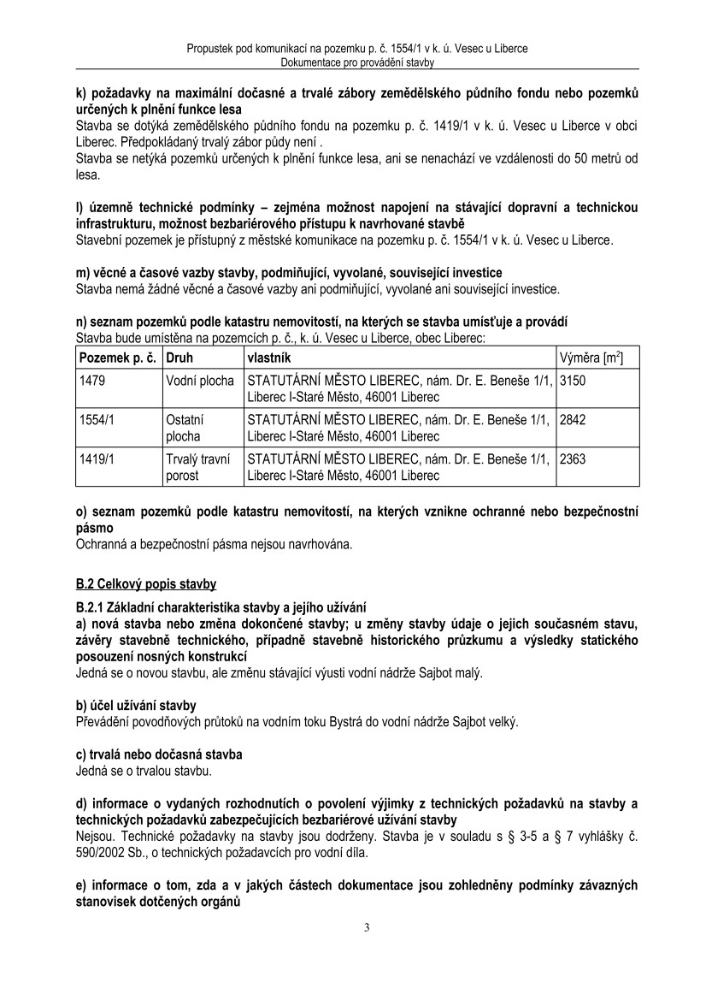 Propustek pod komunikací na pozemku p. č. 1554/1 v k. ú. Vesec u Liberce
Dokumentace pro provádění stavby
k) požadavky na maximální dočasné a trvalé zábory zemědělského půdního fondu nebo pozemků
určených k plnění funkce lesa
Stavba se dotýká zemědělského půdního fondu na pozemku p. č. 1419/1 v k. ú. Vesec u Liberce v obci
Liberec. Předpokládaný trvalý zábor půdy není .
Stavba se netýká pozemků určených k plnění funkce lesa, ani se nenachází ve vzdálenosti do 50 metrů od
lesa.
l) územně technické podmínky – zejména možnost napojení na stávající dopravní a technickou
infrastrukturu, možnost bezbariérového přístupu k navrhované stavbě
Stavební pozemek je přístupný z městské komunikace na pozemku p. č. 1554/1 v k. ú. Vesec u Liberce.
m) věcné a časové vazby stavby, podmiňující, vyvolané, související investice
Stavba nemá žádné věcné a časové vazby ani podmiňující, vyvolané ani související investice.
n) seznam pozemků podle katastru nemovitostí, na kterých se stavba umísťuje a provádí
Stavba bude umístěna na pozemcích p. č., k. ú. Vesec u Liberce, obec Liberec:
Pozemek p. č. Druh vlastník Výměra [m²]
1479 Vodní plocha STATUTÁRNÍ MĚSTO LIBEREC, nám. Dr. E. Beneše 1/1, 3150
Liberec I-Staré Město, 46001 Liberec
1554/1 Ostatní STATUTÁRNÍ MĚSTO LIBEREC, nám. Dr. E. Beneše 1/1, 2842
plocha Liberec I-Staré Město, 46001 Liberec
1419/1 Trvalý travní STATUTÁRNÍ MĚSTO LIBEREC, nám. Dr. E. Beneše 1/1, 2363
porost Liberec I-Staré Město, 46001 Liberec
o) seznam pozemků podle katastru nemovitostí, na kterých vznikne ochranné nebo bezpečnostní
pásmo
Ochranná a bezpečnostní pásma nejsou navrhována.
B.2 Celkový popis stavby
B.2.1 Základní charakteristika stavby a jejího užívání
a) nová stavba nebo změna dokončené stavby; u změny stavby údaje o jejich současném stavu,
závěry stavebně technického, případně stavebně historického průzkumu a výsledky statického
posouzení nosných konstrukcí
Jedná se o novou stavbu, ale změnu stávající výusti vodní nádrže Sajbot malý.
b) účel užívání stavby
Převádění povodňových průtoků na vodním toku Bystrá do vodní nádrže Sajbot velký.
c) trvalá nebo dočasná stavba
Jedná se o trvalou stavbu.
d) informace o vydaných rozhodnutích o povolení výjimky z technických požadavků na stavby a
technických požadavků zabezpečujících bezbariérové užívání stavby
Nejsou. Technické požadavky na stavby jsou dodrženy. Stavba je v souladu s § 3-5 a § 7 vyhlášky č.
590/2002 Sb., o technických požadavcích pro vodní díla.
e) informace o tom, zda a v jakých částech dokumentace jsou zohledněny podmínky závazných
stanovisek dotčených orgánů
3